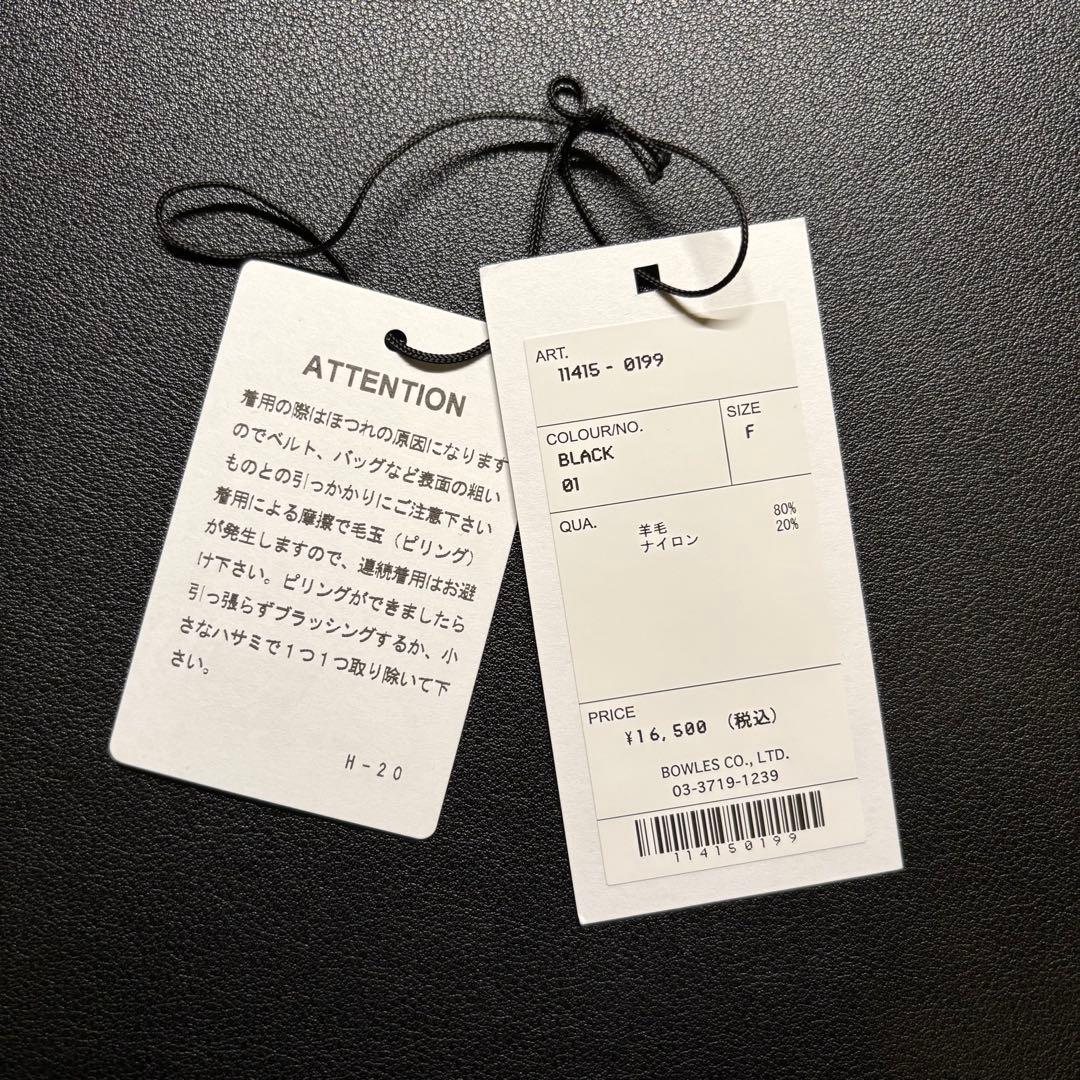 ATTENTION
着用の際はほつれの原因になります
のでベルト、バッグなど表面の粗い
ものとの引っかかりにご注意下さい
着用による摩擦で毛玉（ピリング）
が発生しますので、連続着用はお避
け下さい。ピリングができましたら
引っ張らずブラッシングするか、小
さなハサミで１つ１つ取り除いて下
さい。
H-20
ART.
11415 - 0199
COLOUR/NO.
BLACK
01
SIZE
F
QUA.
羊毛 80%
ナイロン 20%
PRICE
¥16,500 （税込）
BOWLES CO., LTD.
03-3719-1239
114150199